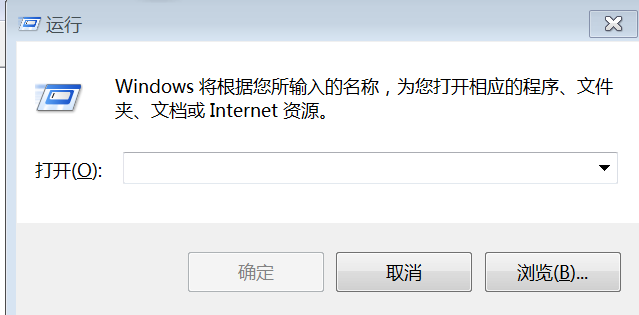 运行
Windows 将根据您所输入的名称，为您打开相应的程序、文件
夹、文档或 Internet 资源。
打开(O):
确定 取消 浏览(B)...